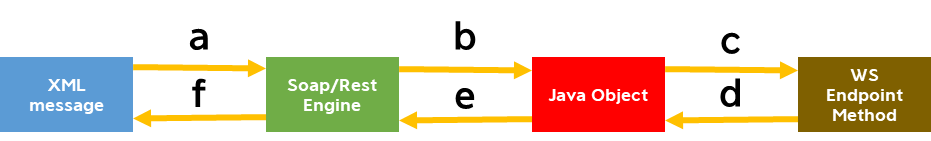 a
b
c
XML
message
Soap/Rest
Engine
Java Object
WS
Endpoint
Method
f
e
d